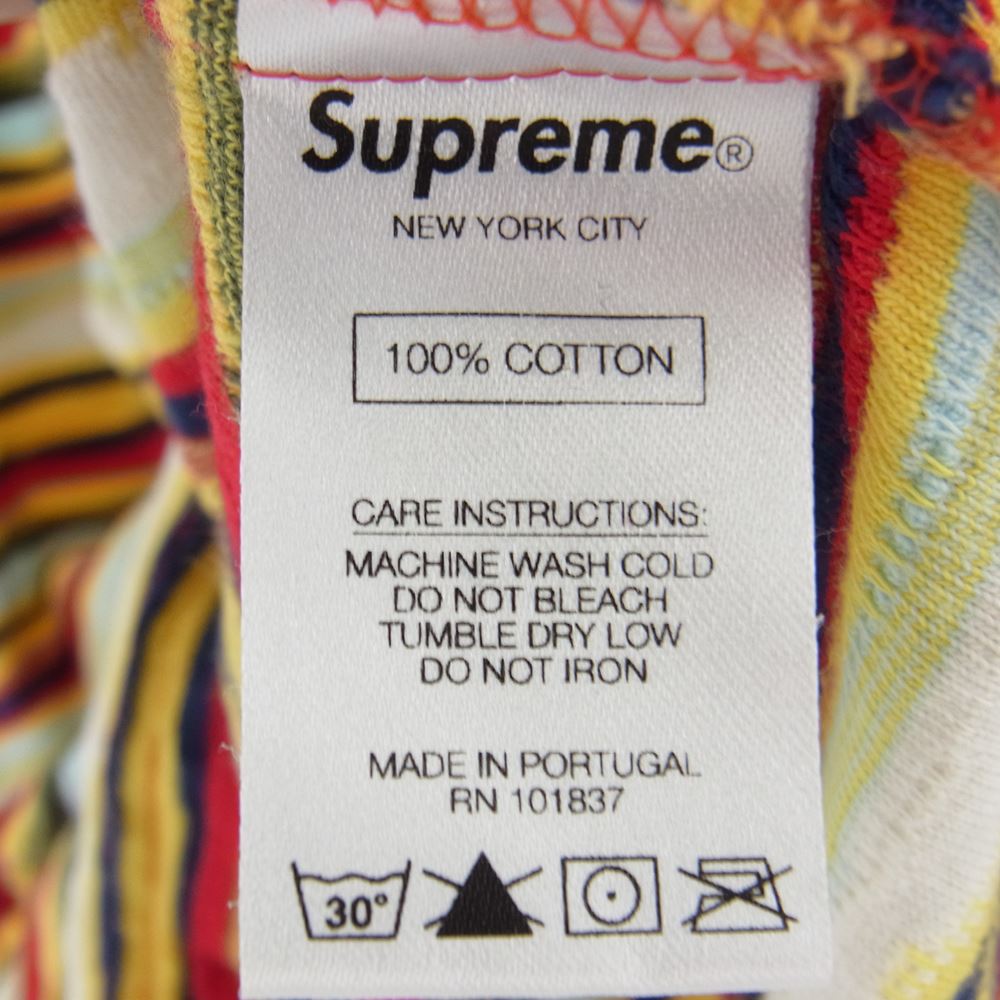 Supreme®
NEW YORK CITY
100% COTTON
CARE INSTRUCTIONS:
MACHINE WASH COLD
DO NOT BLEACH
TUMBLE DRY LOW
DO NOT IRON
MADE IN PORTUGAL
RN 101837
30°